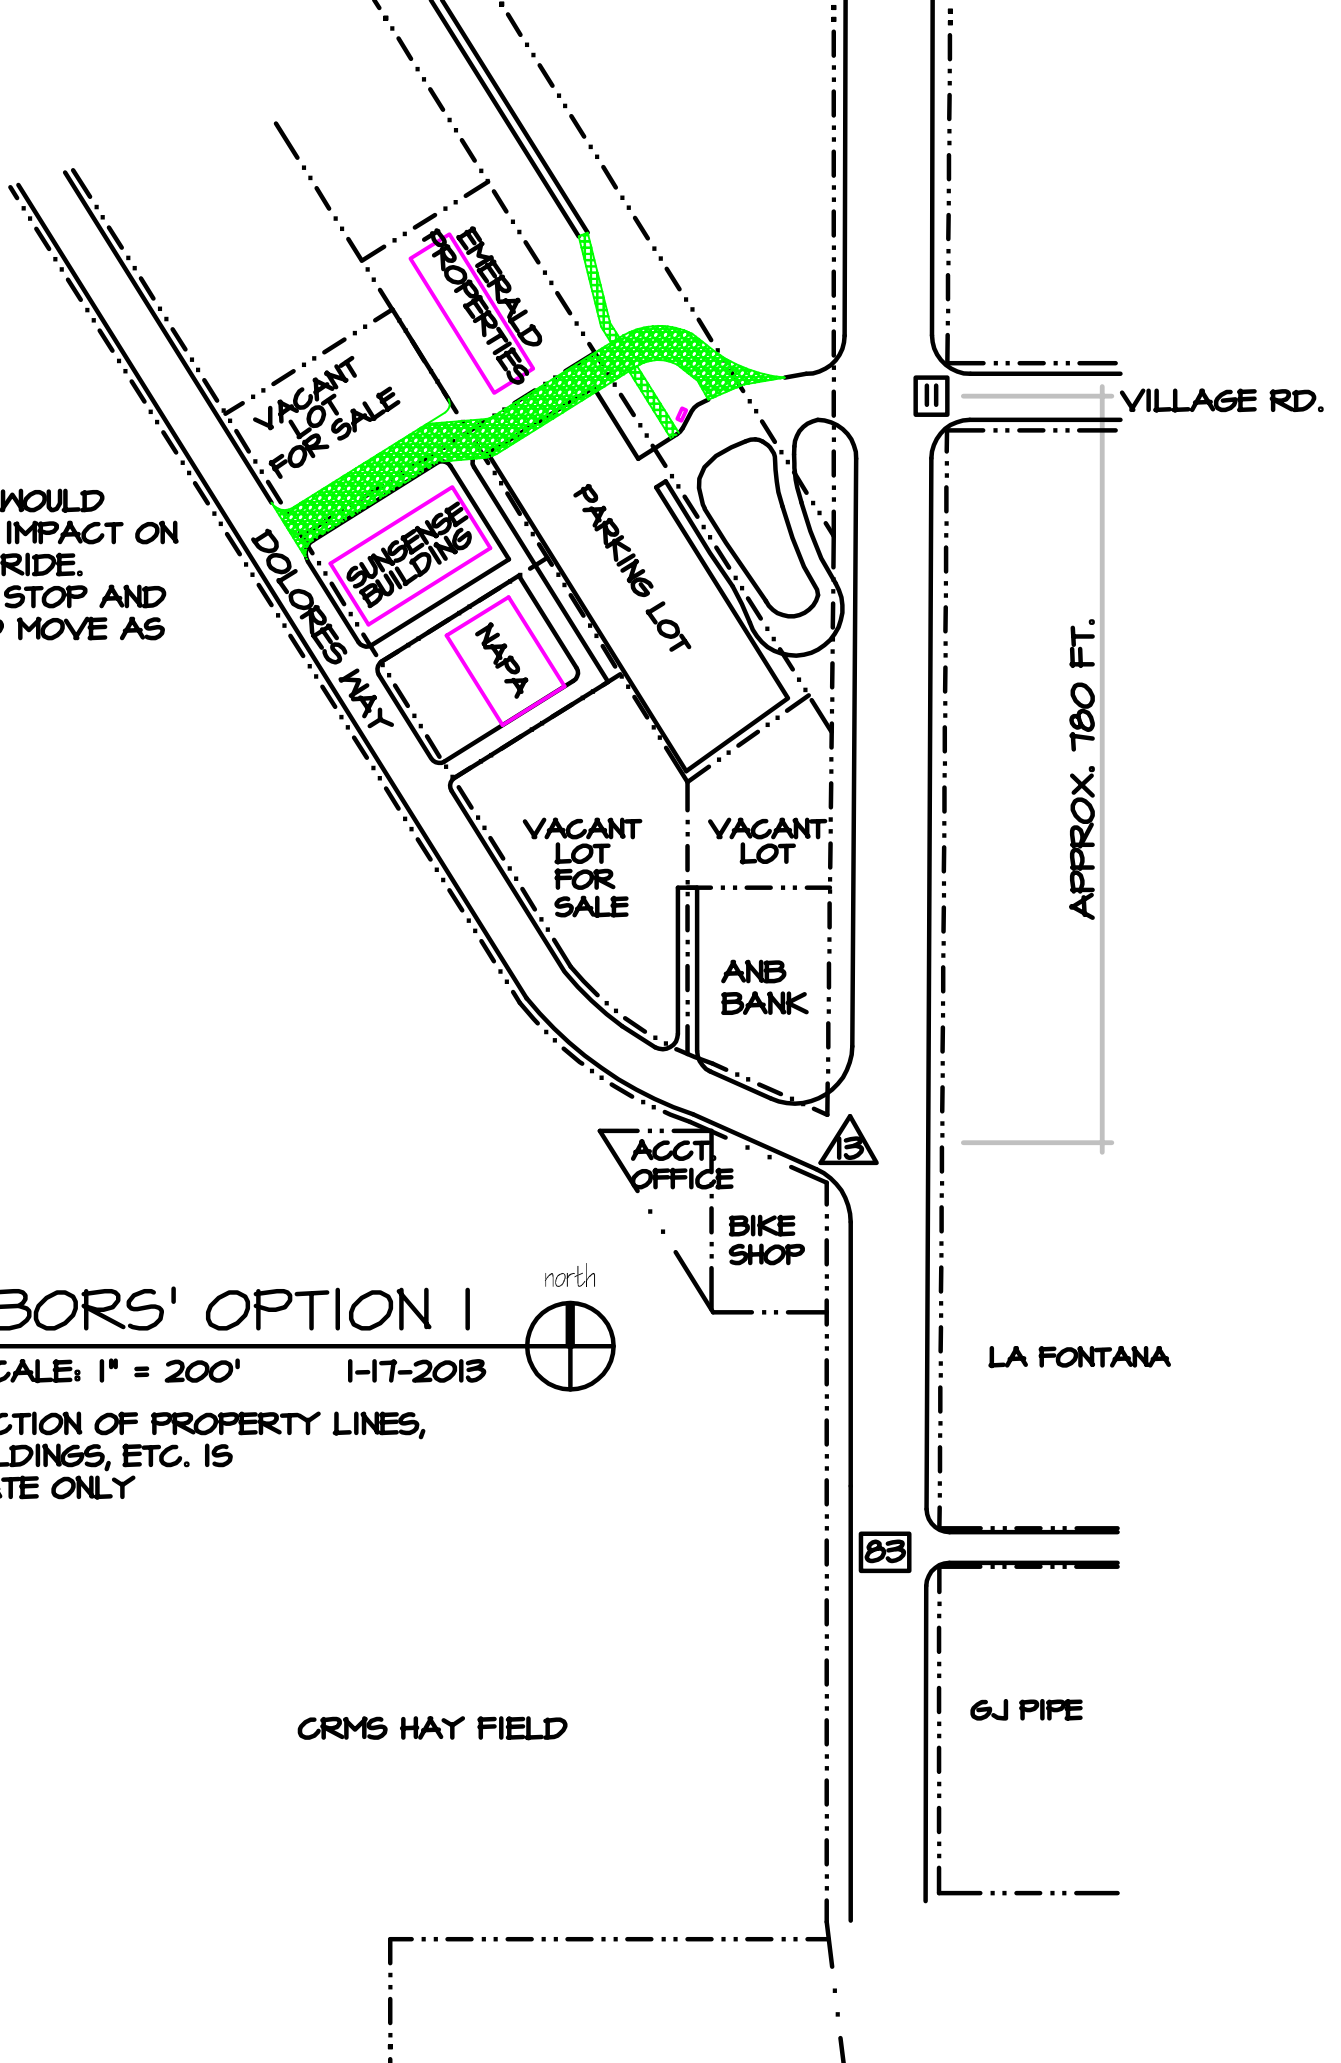 EMERALD
PROPERTIES
VACANT
LOT
FOR SALE
VILLAGE RD.
11
WOULD
IMPACT ON
RIDE.
STOP AND
MOVE AS
DOLORES WAY
SUNSENSE
BUILDING
PARKING LOT
NAPA
APPROX. 780 FT.
VACANT
LOT
FOR
SALE
VACANT
LOT
ANB
BANK
13
ACCT.
OFFICE
BIKE
SHOP
north
BORS' OPTION 1
CALE: 1" = 200' 1-17-2013
CTION OF PROPERTY LINES,
LDINGS, ETC. IS
TE ONLY
LA FONTANA
83
GJ PIPE
CRMS HAY FIELD